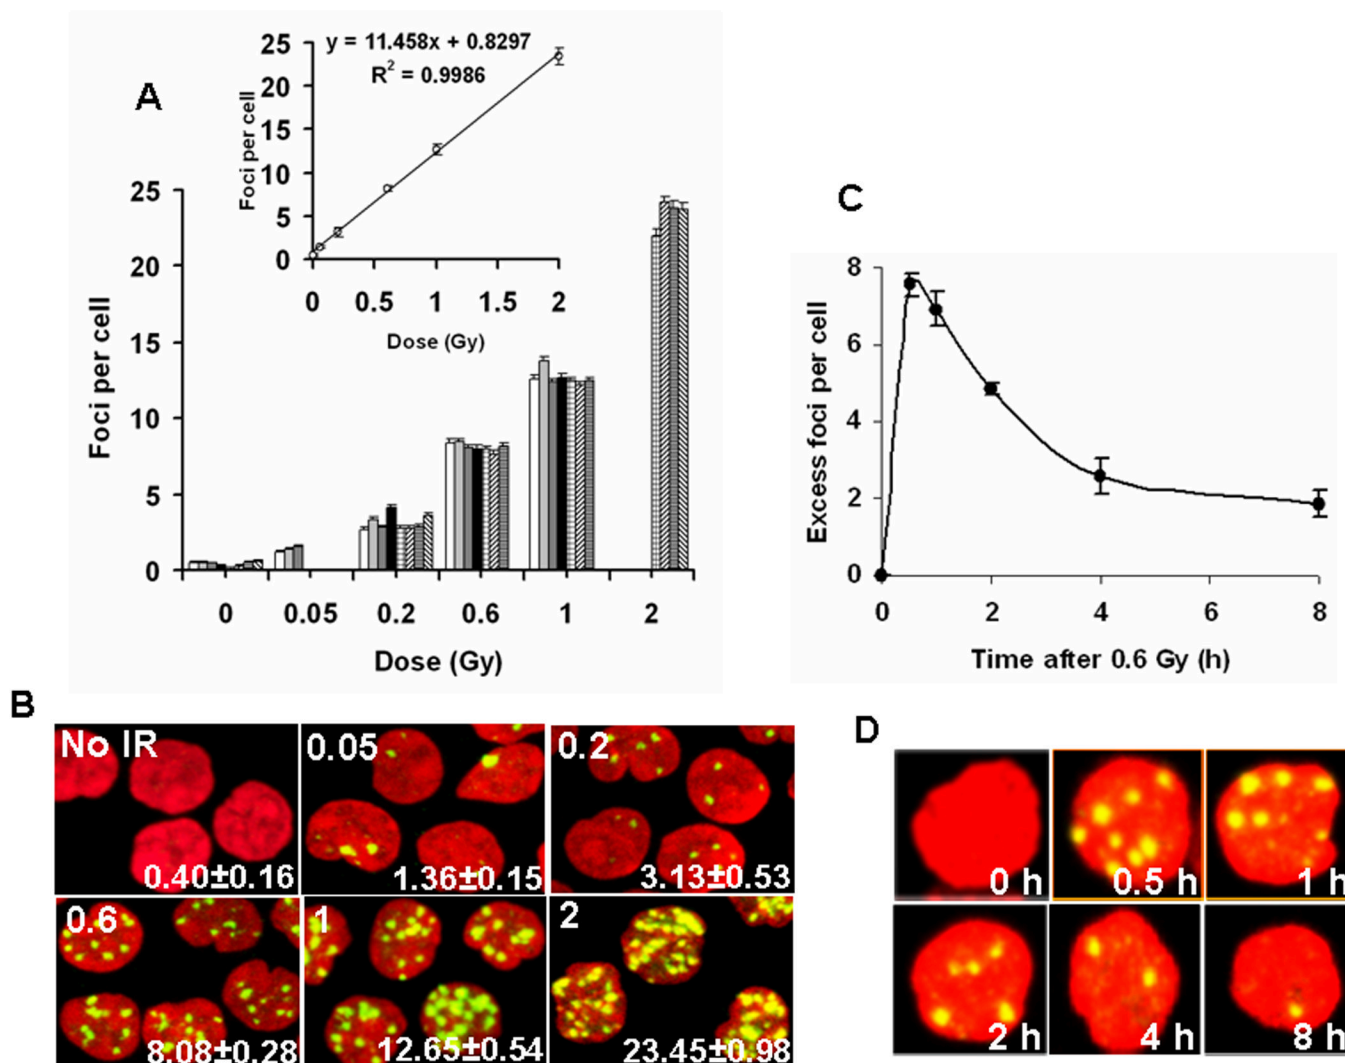 A
y = 11.458x + 0.8297
R² = 0.9986
25
20
15
10
5
0
Foci per cell
0 0.5 1 1.5 2
Dose (Gy)
25
20
15
10
5
0
Foci per cell
0 0.05 0.2 0.6 1 2
Dose (Gy)
C
8
6
4
2
0
Excess foci per cell
0 2 4 6 8
Time after 0.6 Gy (h)
B
No IR
0.40±0.16
0.05
1.36±0.15
0.2
3.13±0.53
0.6
8.08±0.28
1
12.65±0.54
2
23.45±0.98
D
0 h
0.5 h
1 h
2 h
4 h
8 h